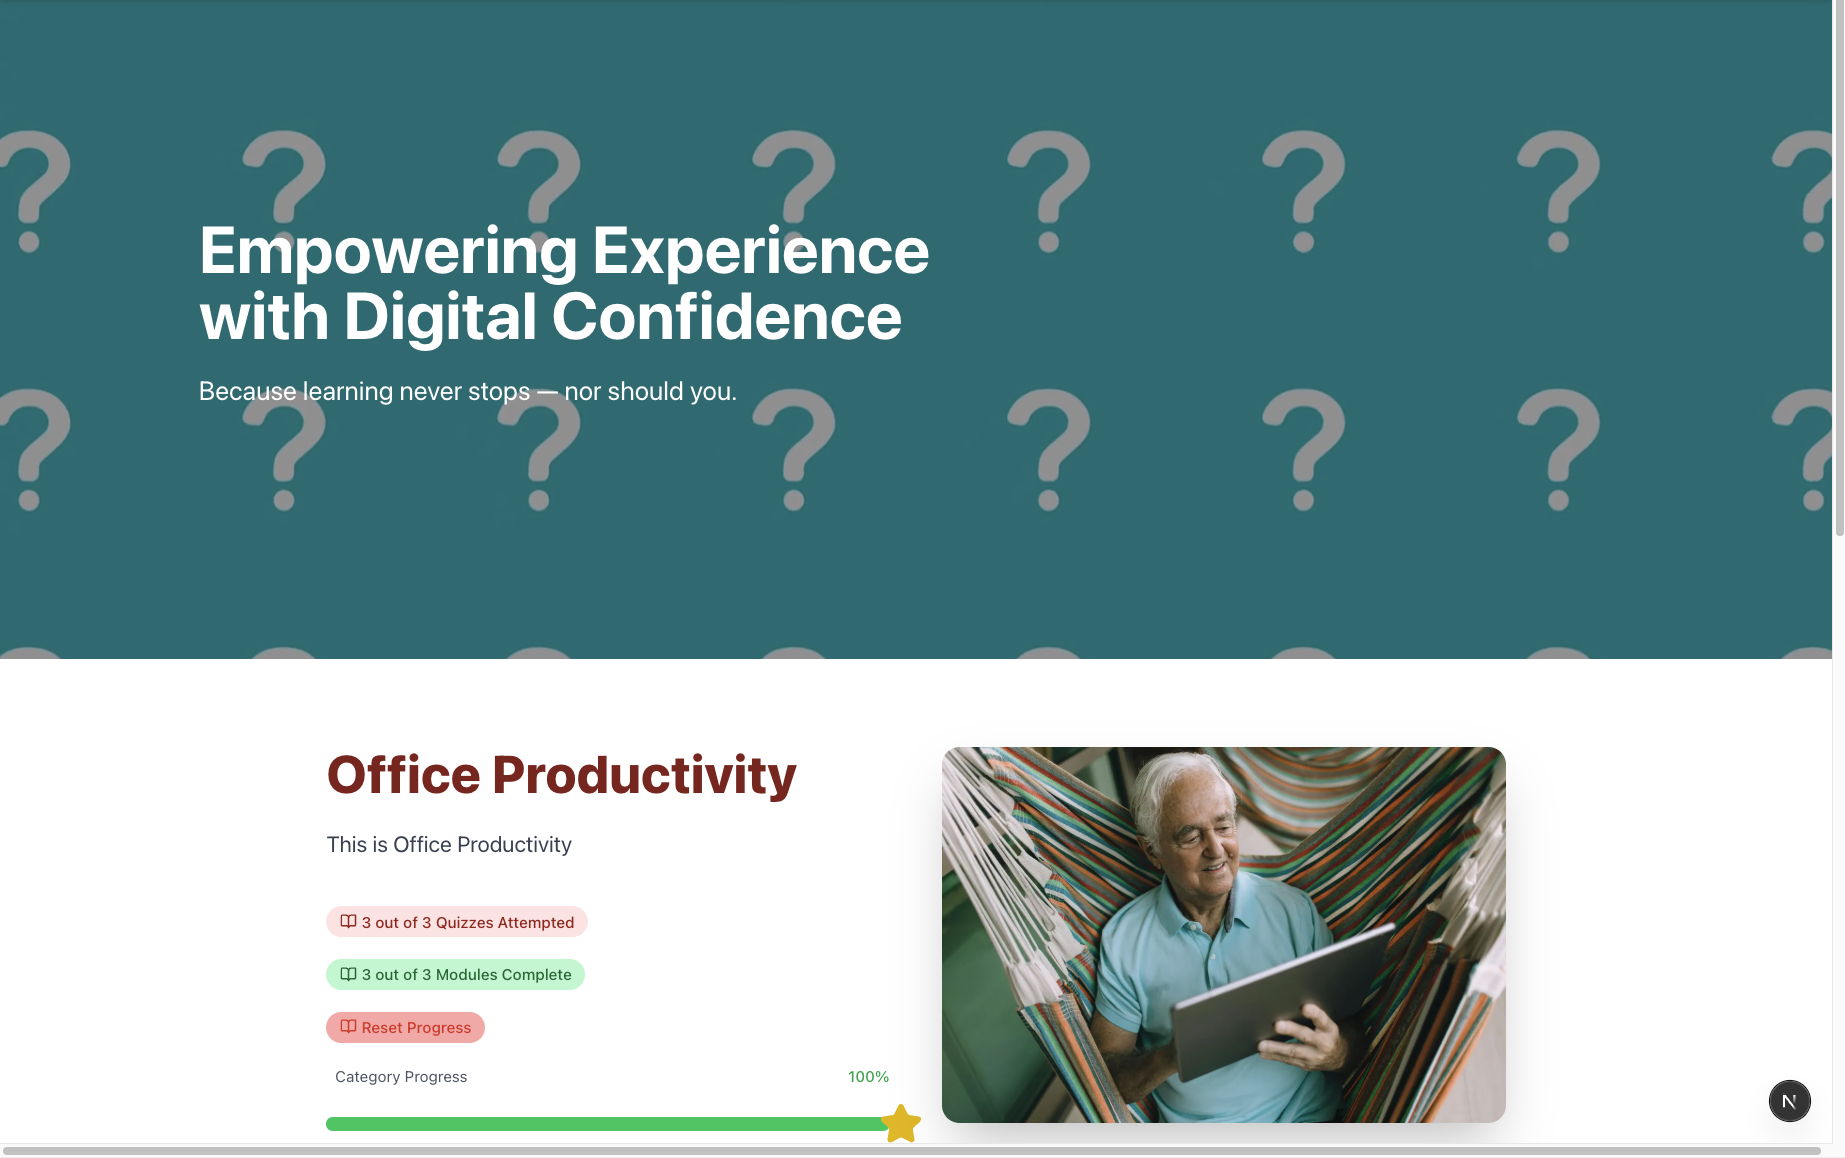 Empowering Experience
with Digital Confidence
Because learning never stops — nor should you.
Office Productivity
This is Office Productivity
3 out of 3 Quizzes Attempted
3 out of 3 Modules Complete
Reset Progress
Category Progress
100%
N